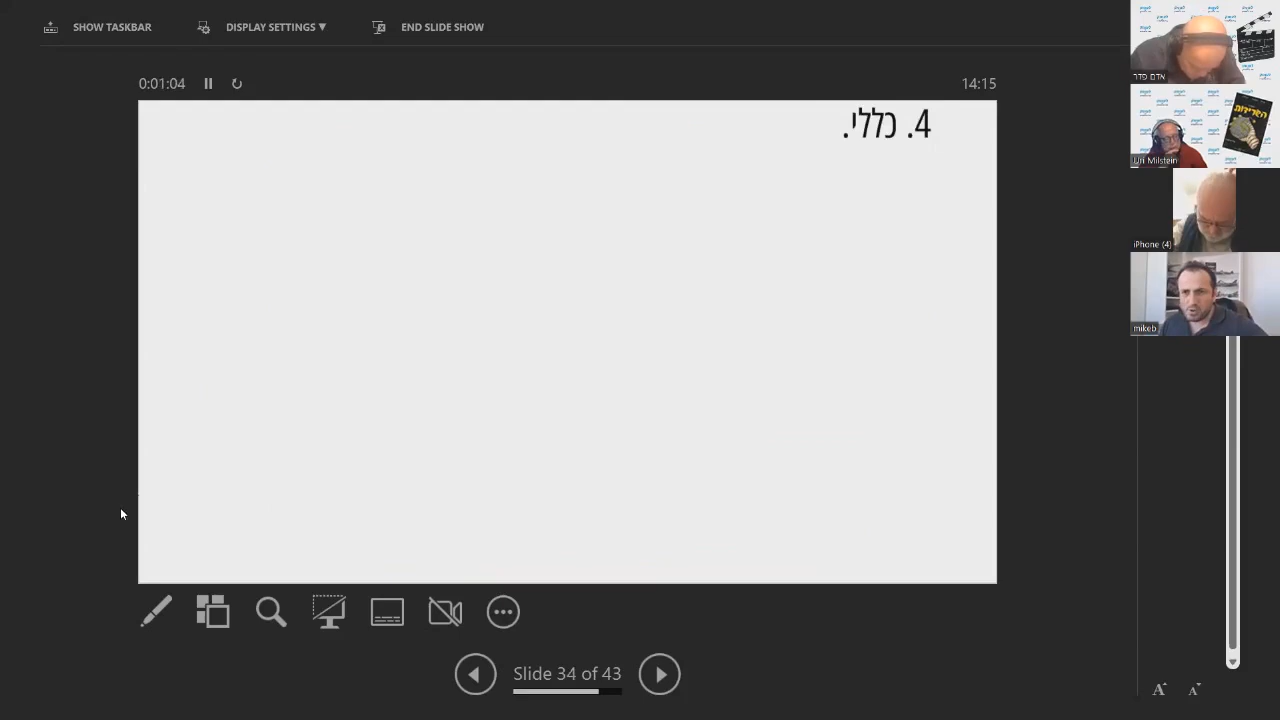 SHOW TASKBAR
DISPLAY SETTINGS ▼
END SLIDE SHOW
0:01:04
14:15
4. כללי.
Slide 34 of 43
אדם פדר
Uri Milstein
iPhone (4)
mikeb
A
A